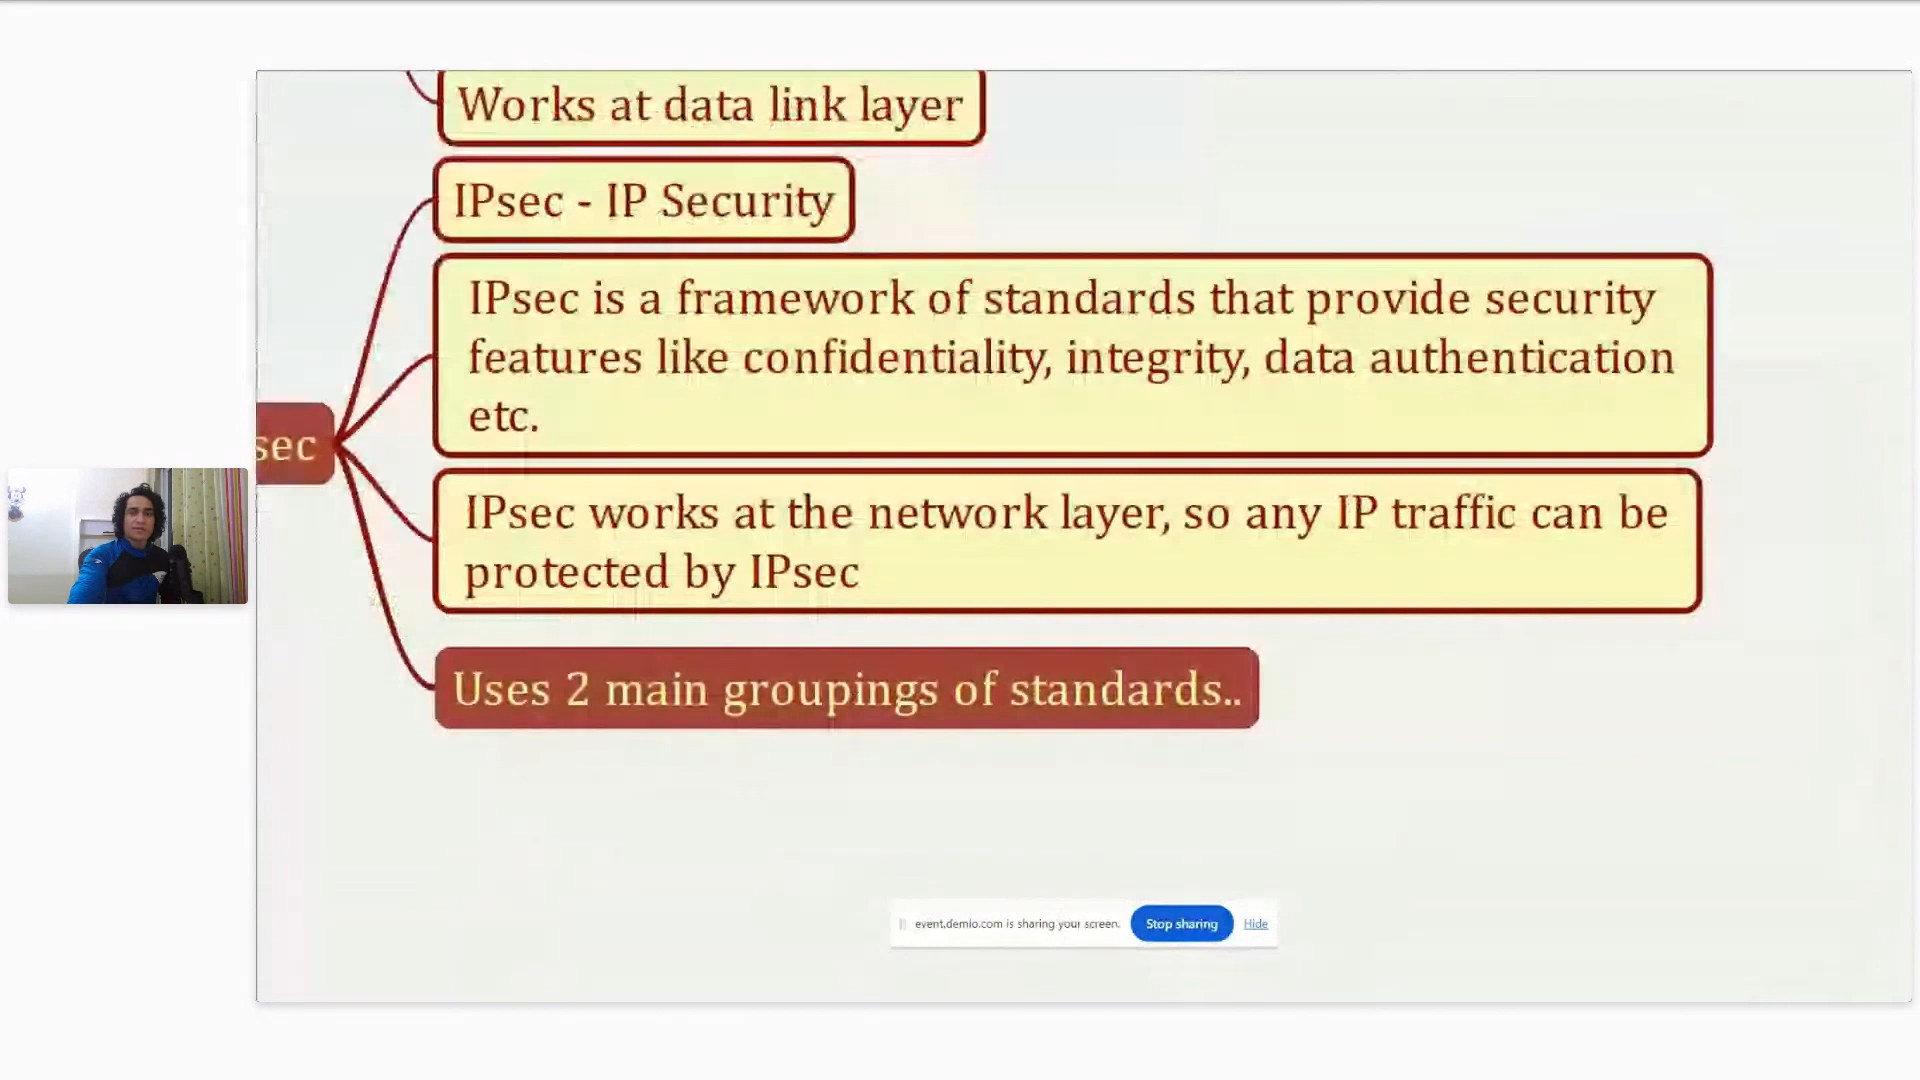 Works at data link layer
IPsec - IP Security
IPsec is a framework of standards that provide security
features like confidentiality, integrity, data authentication
etc.
sec
IPsec works at the network layer, so any IP traffic can be
protected by IPsec
Uses 2 main groupings of standards..
event.demio.com is sharing your screen. Stop sharing Hide